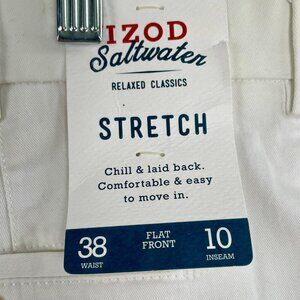 IZOD
Saltwater
RELAXED CLASSICS
STRETCH
Chill & laid back.
Comfortable & easy
to move in.
38 WAIST
FLAT FRONT
10 INSEAM